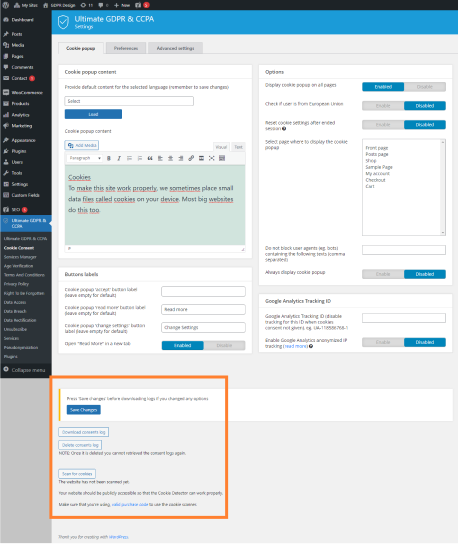 My Sites
GDPR Design
11
0
New
5
Dashboard
Posts
Media
Pages
Comments
Contact
WooCommerce
Products
Analytics
Marketing
Appearance
Plugins
Users
Tools
Settings
Custom Fields
SEO
Ultimate GDPR & CCPA
Ultimate GDPR & CCPA
Cookie Consent
Services Manager
Age Verification
Terms And Conditions
Privacy Policy
Right to be Forgotten
Data Access
Data Breach
Data Rectification
Unsubscribe
Services
Pseudonymization
Plugins
Collapse menu
Ultimate GDPR & CCPA
Settings
Cookie popup
Preferences
Advanced settings
Cookie popup content
Provide default content for the selected language (remember to save changes)
Select
Load
Cookie popup content
Add Media
Visual
Text
Paragraph
B
I
Cookies
To make this site work properly, we sometimes place small
data files called cookies on your device. Most big websites
do this too.
Buttons labels
Cookie popup 'accept' button label
(leave empty for default)
Cookie popup 'read more' button label
(leave empty for default)
Read more
Cookie popup 'change settings' button
label (leave empty for default)
Change Settings
Open "Read More" in a new tab
Enabled
Disable
Options
Display cookie popup on all pages
Enabled
Disable
Check if user is from European Union
Enable
Disabled
Reset cookie settings after ended
session
Enable
Disabled
Select page where to display the cookie
popup
Front page
Posts page
Shop
Sample Page
My account
Checkout
Cart
Do not block user agents (eg. bots)
containing the following texts (comma
separated)
Always display cookie popup
Enable
Disabled
Google Analytics Tracking ID
Google Analytics Tracking ID (disable
tracking for this ID when cookies
consent not given), eg. UA-118586768-1
Enable Google Analytics anonymized IP
tracking (read more)
Enable
Disabled
Press 'Save changes' before downloading logs if you changed any options
Save Changes
Download consents log
Delete consents log
NOTE: Once it is deleted you cannot retrieved the consent logs again.
Scan for cookies
The website has not been scanned yet.
Your website should be publicly accessible so that the Cookie Detector can work properly.
Make sure that you're using valid purchase code to use the cookie scanner.
Thank you for creating with WordPress.